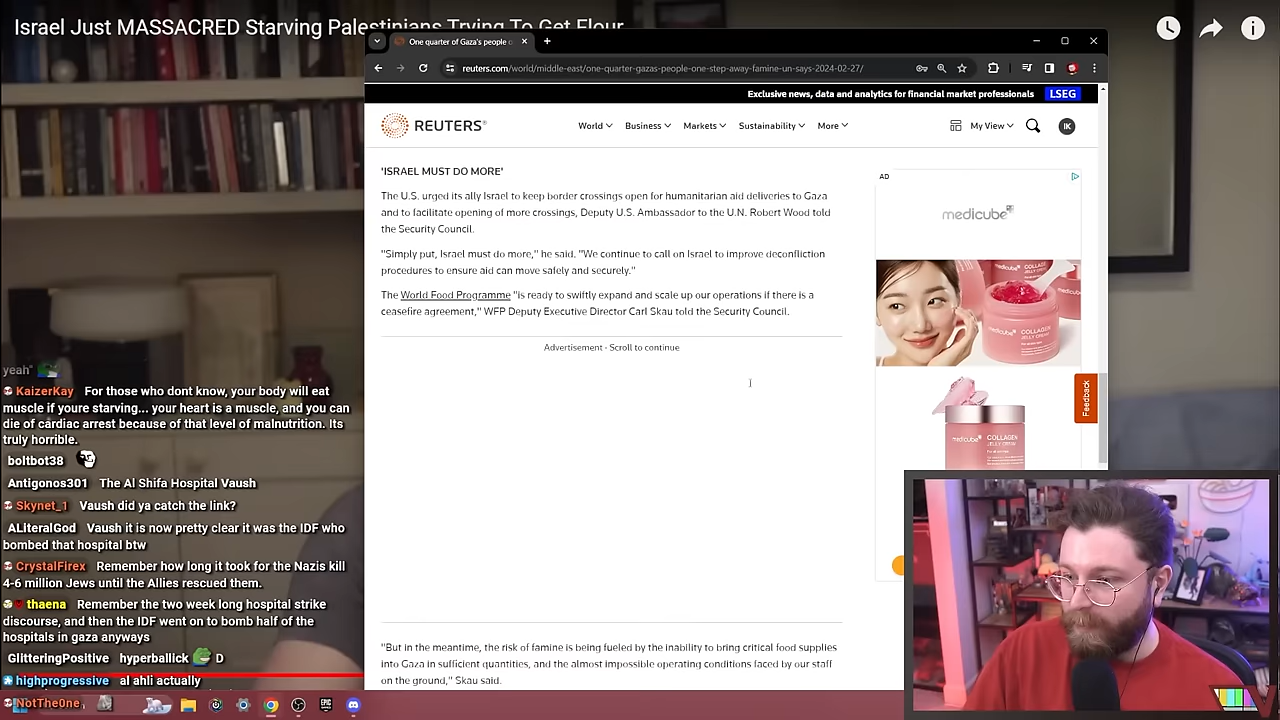 Israel Just MASSACRED Starving Palestinians Trying To Get Flour
One quarter of Gaza's people o
reuters.com/world/middle-east/one-quarter-gazas-people-one-step-away-famine-un-says-2024-02-27/
Exclusive news, data and analytics for financial market professionals LSEG
REUTERS
World Business Markets Sustainability More My View IK
'ISRAEL MUST DO MORE'
The U.S. urged its ally Israel to keep border crossings open for humanitarian aid deliveries to Gaza
and to facilitate opening of more crossings, Deputy U.S. Ambassador to the U.N. Robert Wood told
the Security Council.
"Simply put, Israel must do more," he said. "We continue to call on Israel to improve deconfliction
procedures to ensure aid can move safely and securely."
The World Food Programme "is ready to swiftly expand and scale up our operations if there is a
ceasefire agreement," WFP Deputy Executive Director Carl Skau told the Security Council.
Advertisement · Scroll to continue
"But in the meantime, the risk of famine is being fueled by the inability to bring critical food supplies
into Gaza in sufficient quantities, and the almost impossible operating conditions faced by our staff
on the ground," Skau said.
AD
medicube
COLLAGEN
JELLY CREAM
medicube COLLAGEN
JELLY CREAM
Feedback
yeah"
KaizerKay For those who dont know, your body will eat
muscle if youre starving... your heart is a muscle, and you can
die of cardiac arrest because of that level of malnutrition. Its
truly horrible.
boltbot38
Antigonos301 The Al Shifa Hospital Vaush
Skynet_1 Vaush did ya catch the link?
ALiteralGod Vaush it is now pretty clear it was the IDF who
bombed that hospital btw
CrystalFirex Remember how long it took for the Nazis kill
4-6 million Jews until the Allies rescued them.
thaena Remember the two week long hospital strike
discourse, and then the IDF went on to bomb half of the
hospitals in gaza anyways
GlitteringPositive hyperballick D
highprogressive al ahli actually
NotTheOne
EPIC